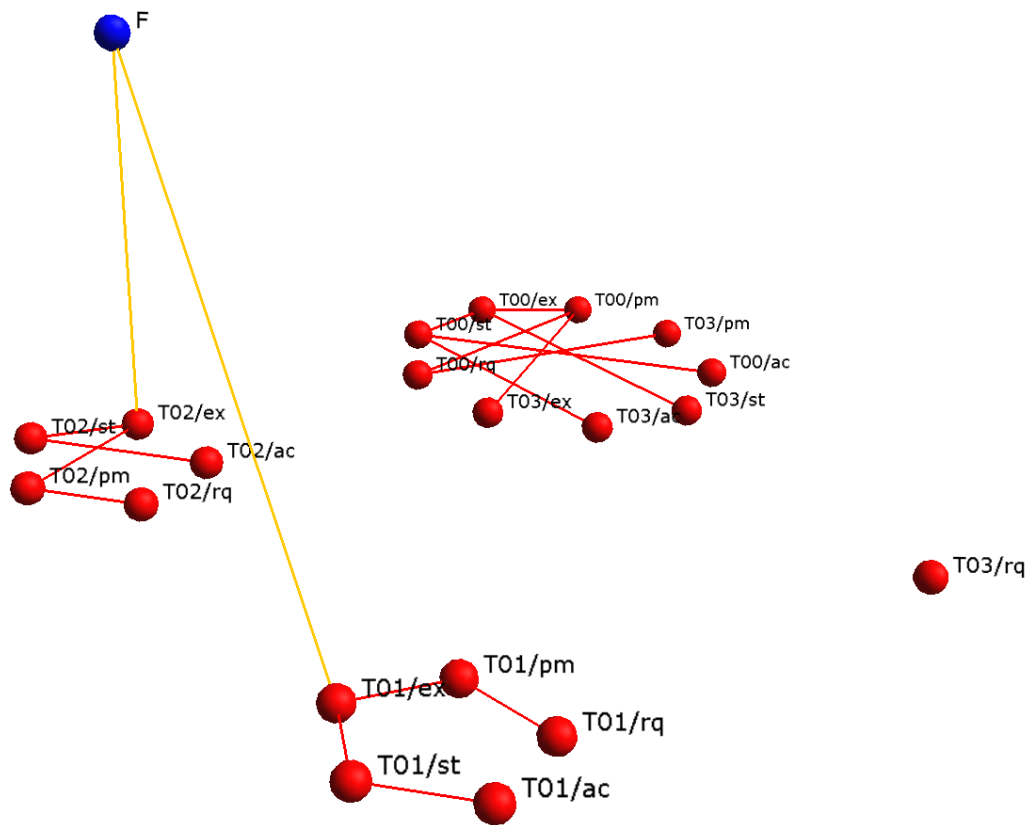 F
T00/ex
T00/pm
T00/st
T03/pm
T00/rq
T00/ac
T03/ex
T03/ac
T03/st
T02/ex
T02/st
T02/ac
T02/pm
T02/rq
T03/rq
T01/pm
T01/ex
T01/rq
T01/st
T01/ac